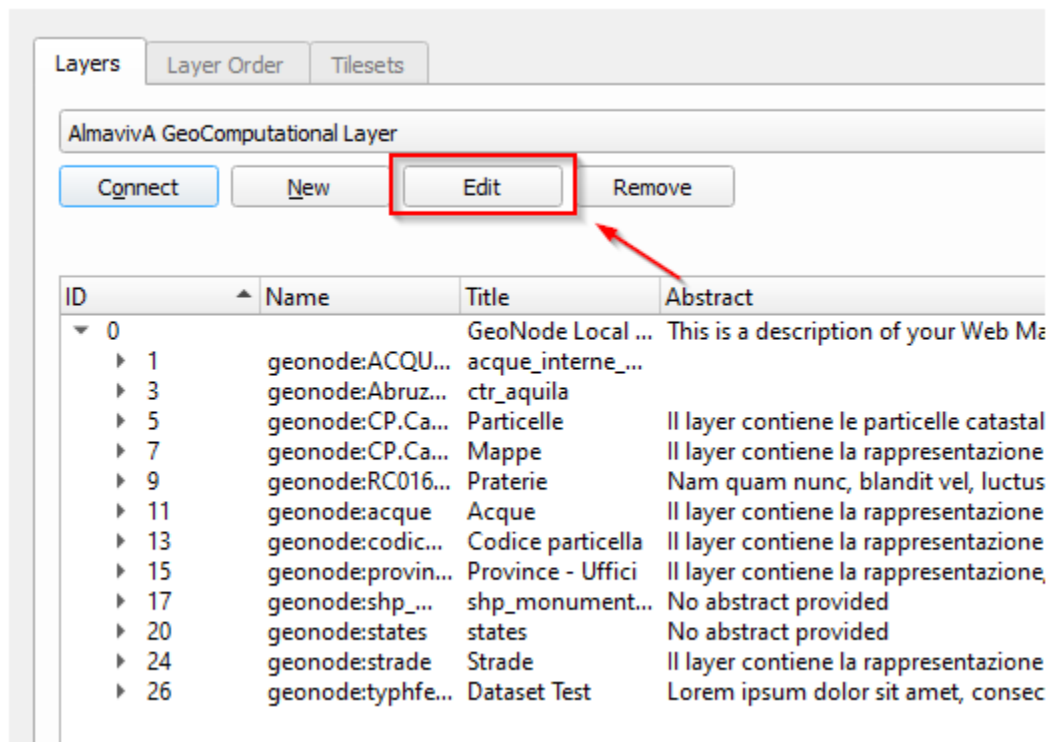 Layers Layer Order Tilesets
AlmavivA GeoComputational Layer
Connect New Edit Remove
ID Name Title Abstract
0 GeoNode Local ... This is a description of your Web Ma
1 geonode:ACQU... acque_interne_...
3 geonode:Abruz... ctr_aquila
5 geonode:CP.Ca... Particelle Il layer contiene le particelle catastal
7 geonode:CP.Ca... Mappe Il layer contiene la rappresentazione
9 geonode:RC016... Praterie Nam quam nunc, blandit vel, luctus
11 geonode:acque Acque Il layer contiene la rappresentazione
13 geonode:codic... Codice particella Il layer contiene la rappresentazione
15 geonode:provin... Province - Uffici Il layer contiene la rappresentazione,
17 geonode:shp_... shp_monument... No abstract provided
20 geonode:states states No abstract provided
24 geonode:strade Strade Il layer contiene la rappresentazione
26 geonode:typhfe... Dataset Test Lorem ipsum dolor sit amet, consec